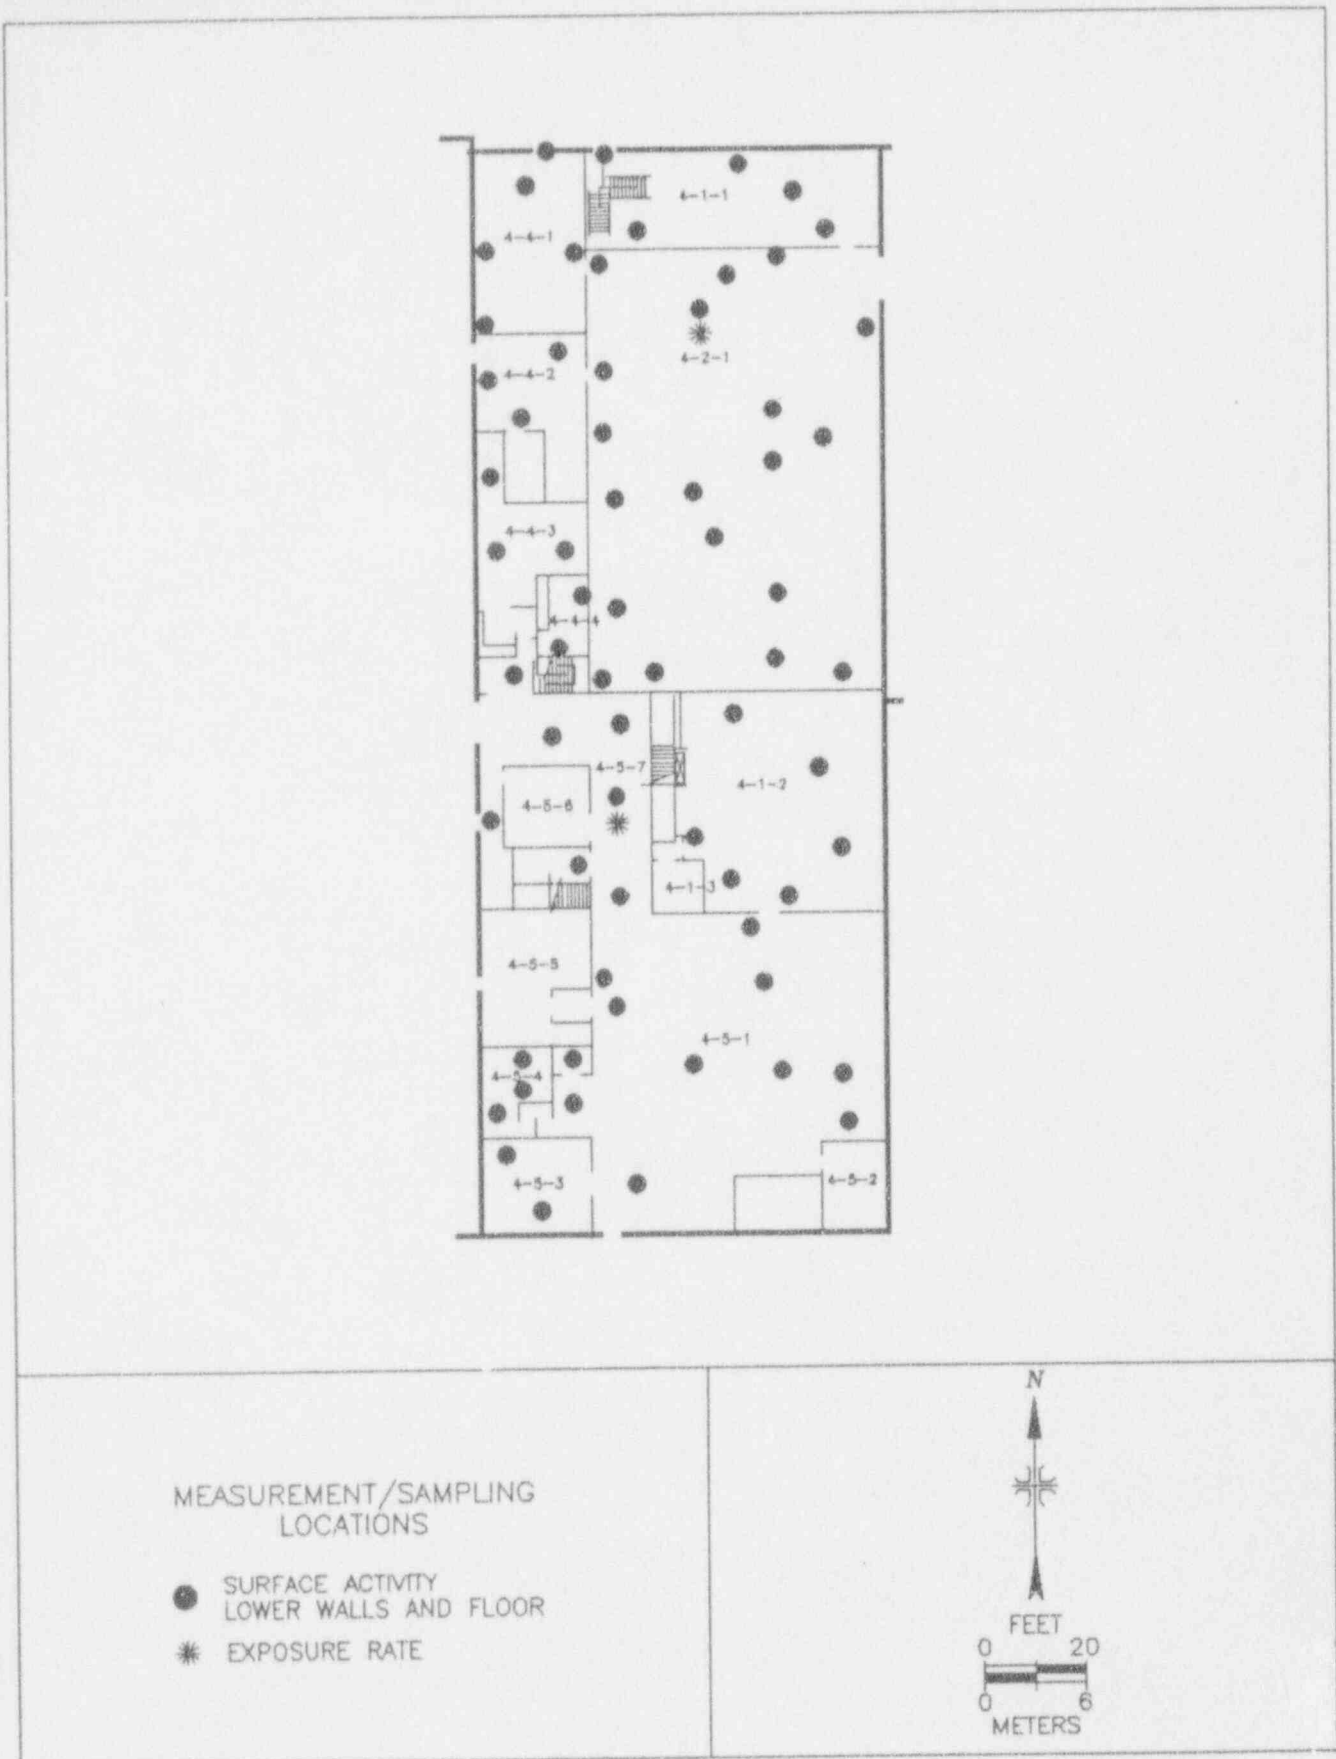 4-1-1
4-4-1
4-2-1
4-4-2
4-4-3
4-4-4
4-5-7
4-1-2
4-5-6
4-1-3
4-5-5
4-5-1
4-5-4
4-5-3
4-5-2
MEASUREMENT/SAMPLING
LOCATIONS
SURFACE ACTIVITY
LOWER WALLS AND FLOOR
EXPOSURE RATE
N
FEET
0 20
0 6
METERS